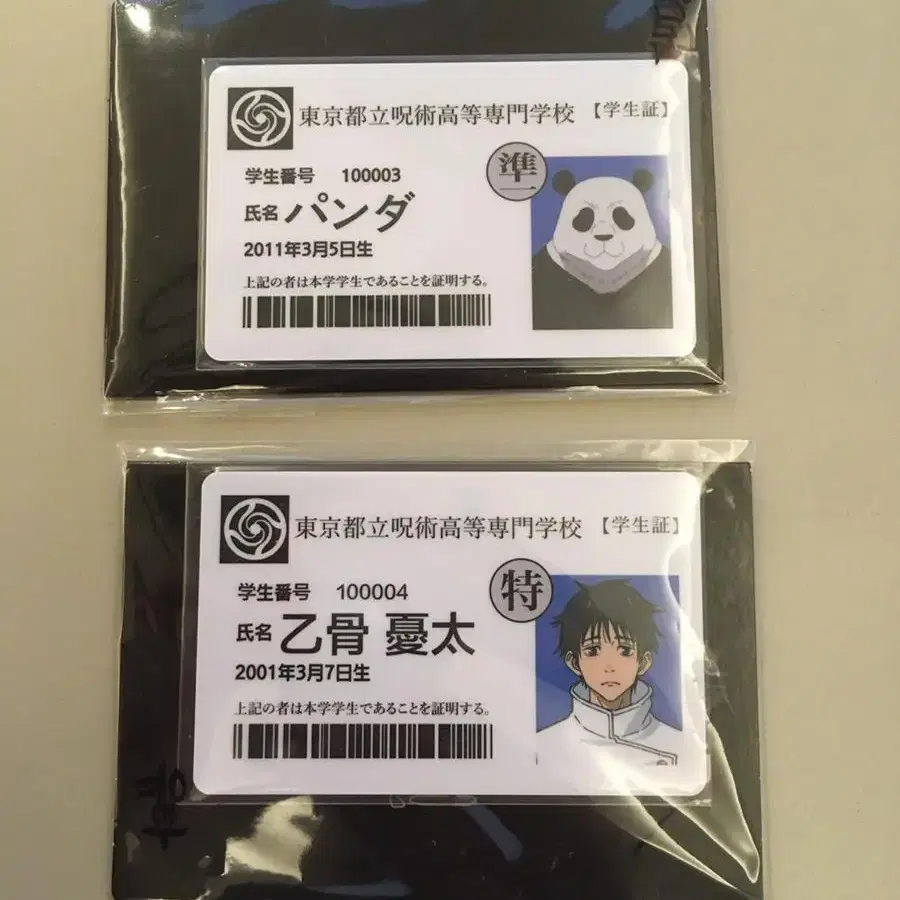 東京都立呪術高等専門学校 【学生証】
準一
学生番号 100003
氏名 パンダ
2011年3月5日生
上記の者は本学学生であることを証明する。
東京都立呪術高等専門学校 【学生証】
特
学生番号 100004
氏名 乙骨 憂太
2001年3月7日生
上記の者は本学学生であることを証明する。